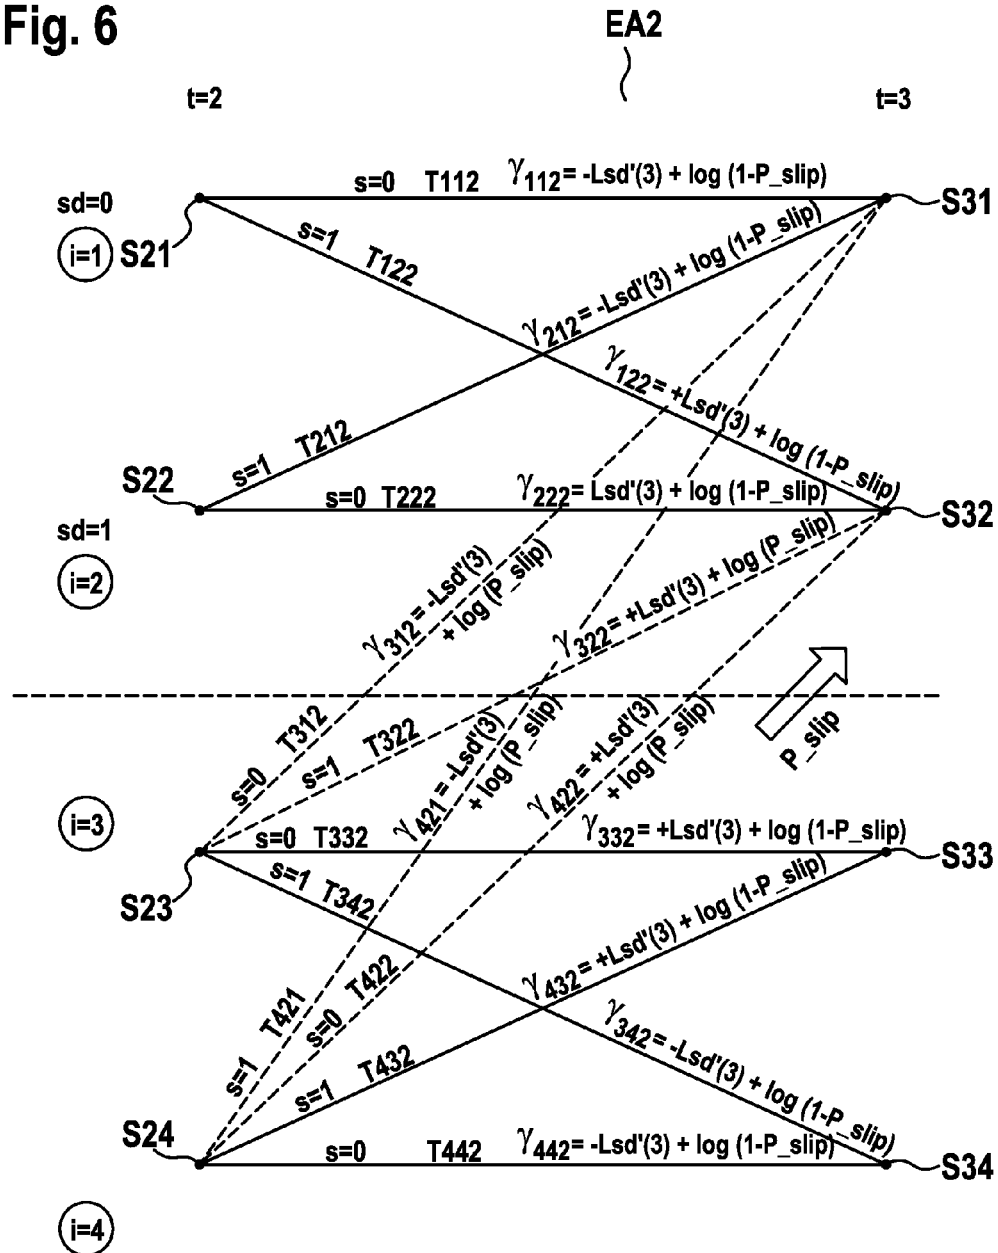 Fig. 6
EA2
t=2
t=3
s=0 T112 γ112= -Lsd'(3) + log (1-P_slip)
sd=0
i=1
S21
S31
s=1 T122
γ212= -Lsd'(3) + log (1-P_slip)
γ122= +Lsd'(3) + log (1-P_slip)
s=1 T212
S22
s=0 T222 γ222= Lsd'(3) + log (1-P_slip)
S32
sd=1
i=2
γ312= -Lsd'(3)
+ log (P_slip)
γ322= +Lsd'(3) + log (P_slip)
T312
s=0
T322
s=1
γ421= -Lsd'(3)
+ log (P_slip)
γ422= +Lsd'(3)
+ log (P_slip)
P_slip
i=3
s=0 T332 γ332= +Lsd'(3) + log (1-P_slip)
S23
S33
s=1 T342
γ432= +Lsd'(3) + log (1-P_slip)
s=1 T421
s=0 T422
s=1 T432
γ342= -Lsd'(3) + log (1-P_slip)
S24
s=0 T442 γ442= -Lsd'(3) + log (1-P_slip)
S34
i=4